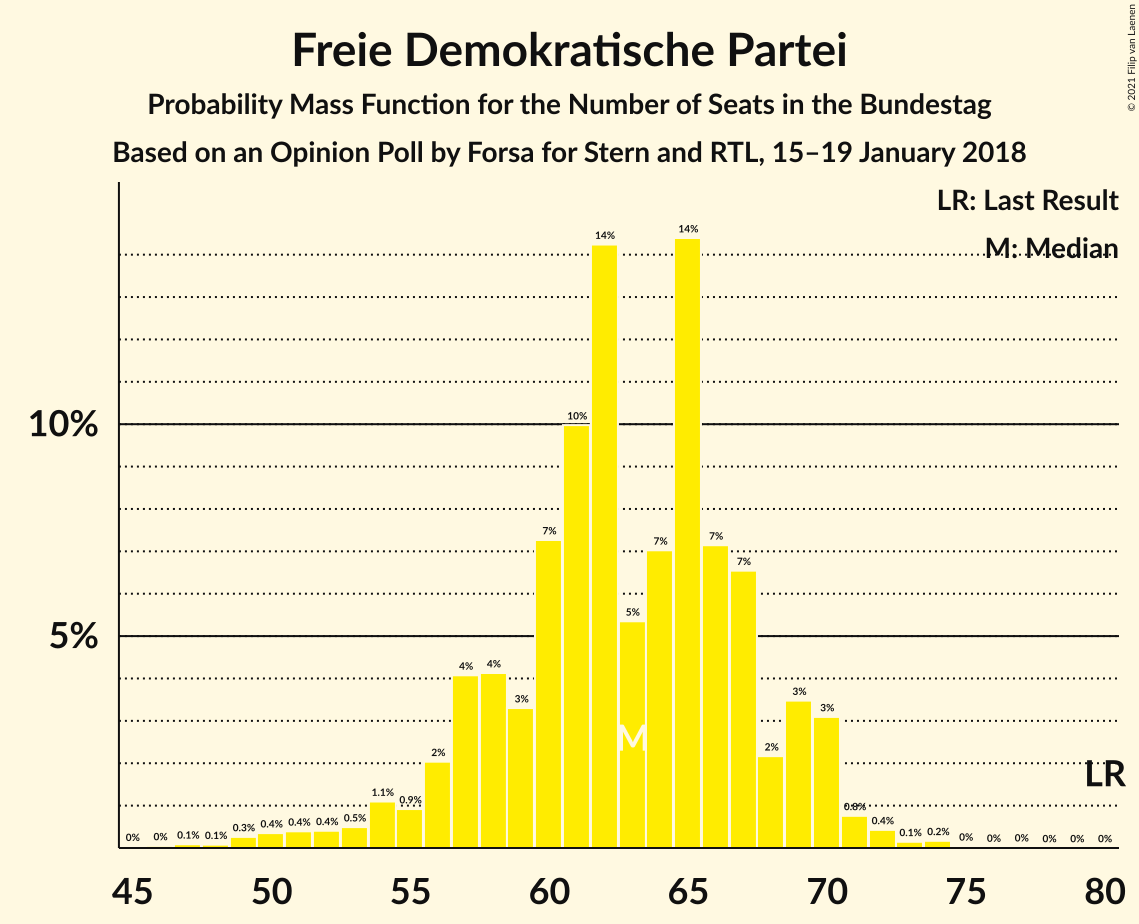 Freie Demokratische Partei
Probability Mass Function for the Number of Seats in the Bundestag
Based on an Opinion Poll by Forsa for Stern and RTL, 15–19 January 2018
© 2021 Filip van Laenen
LR: Last Result
M: Median
10%
5%
0% 0% 0.1% 0.1% 0.3% 0.4% 0.4% 0.4% 0.5% 1.1% 0.9% 2% 4% 4% 3% 7% 10% 14% 5% 7% 14% 7% 7% 2% 3% 3% 0.8% 0.4% 0.1% 0.2% 0% 0% 0% 0% 0% 0%
M
LR
45 50 55 60 65 70 75 80